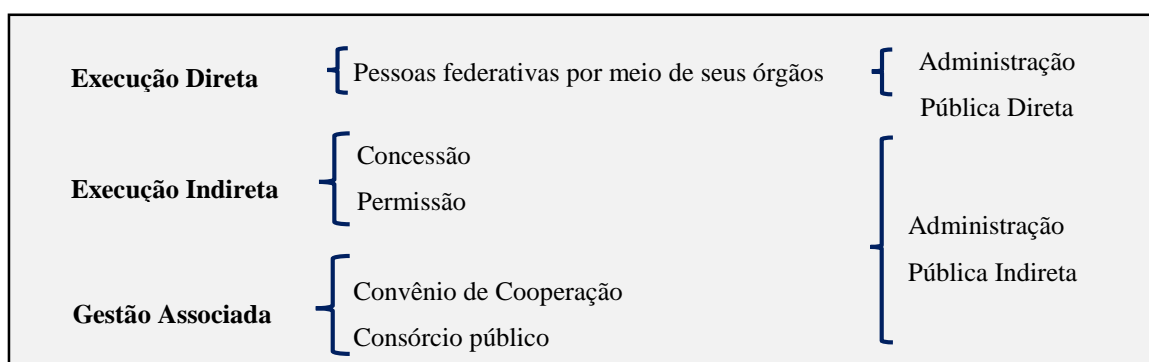 Execução Direta
Pessoas federativas por meio de seus órgãos
Administração
Pública Direta
Execução Indireta
Concessão
Permissão
Gestão Associada
Convênio de Cooperação
Consórcio público
Administração
Pública Indireta